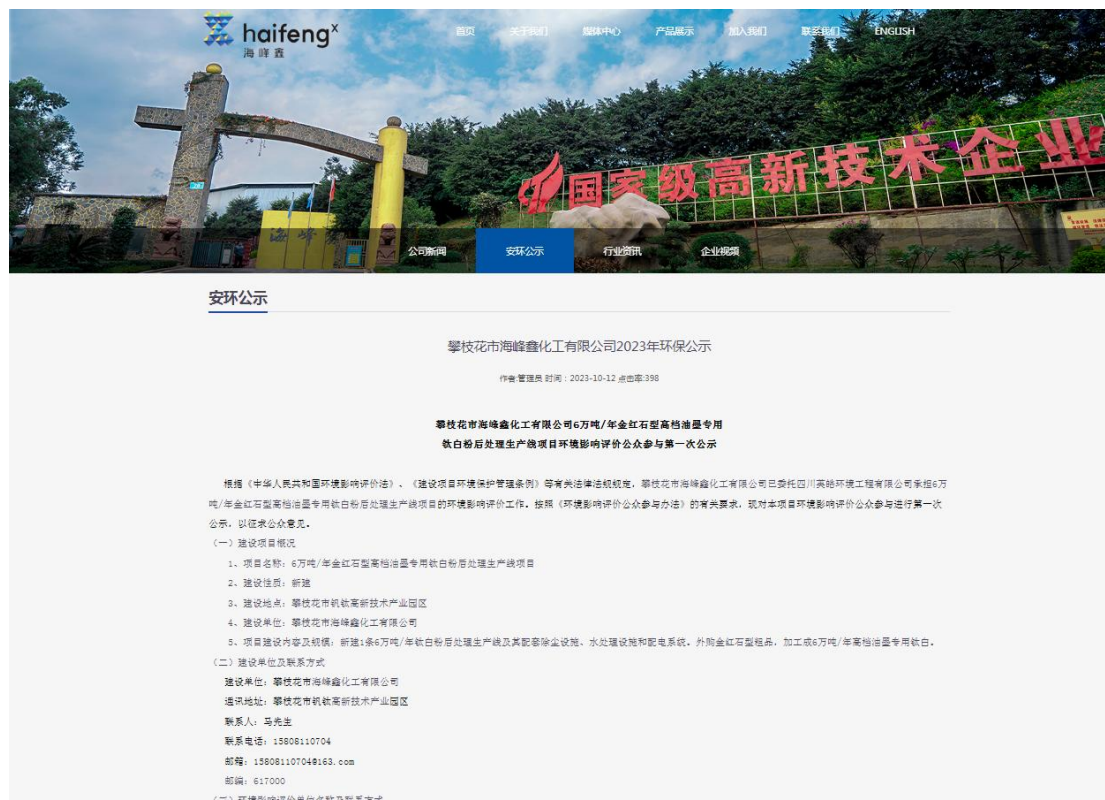 haifengˣ
海峰鑫
首页 关于我们 媒体中心 产品展示 加入我们 联系我们 ENGLISH
国家级高新技术企业
公司新闻 安环公示 行业资讯 企业视频
安环公示
攀枝花市海峰鑫化工有限公司2023年环保公示
作者:管理员 时间：2023-10-12 点击率:398
攀枝花市海峰鑫化工有限公司6万吨/年金红石型高档油墨专用
钛白粉后处理生产线项目环境影响评价公众参与第一次公示
根据《中华人民共和国环境影响评价法》、《建设项目环境保护管理条例》等有关法律法规规定，攀枝花市海峰鑫化工有限公司已委托四川英皓环境工程有限公司承担6万
吨/年金红石型高档油墨专用钛白粉后处理生产线项目的环境影响评价工作。按照《环境影响评价公众参与办法》的有关要求，现对本项目环境影响评价公众参与进行第一次
公示，以征求公众意见。
（一）建设项目概况
1、项目名称：6万吨/年金红石型高档油墨专用钛白粉后处理生产线项目
2、建设性质：新建
3、建设地点：攀枝花市钒钛高新技术产业园区
4、建设单位：攀枝花市海峰鑫化工有限公司
5、项目建设内容及规模：新建1条6万吨/年钛白粉后处理生产线及其配套除尘设施、水处理设施和配电系统。外购金红石型粗品，加工成6万吨/年高档油墨专用钛白。
（二）建设单位及联系方式
建设单位：攀枝花市海峰鑫化工有限公司
通讯地址：攀枝花市钒钛高新技术产业园区
联系人：马先生
联系电话：15808110704
邮箱：15808110704@163.com
邮编：617000
（三）环境影响评价单位名称及联系方式